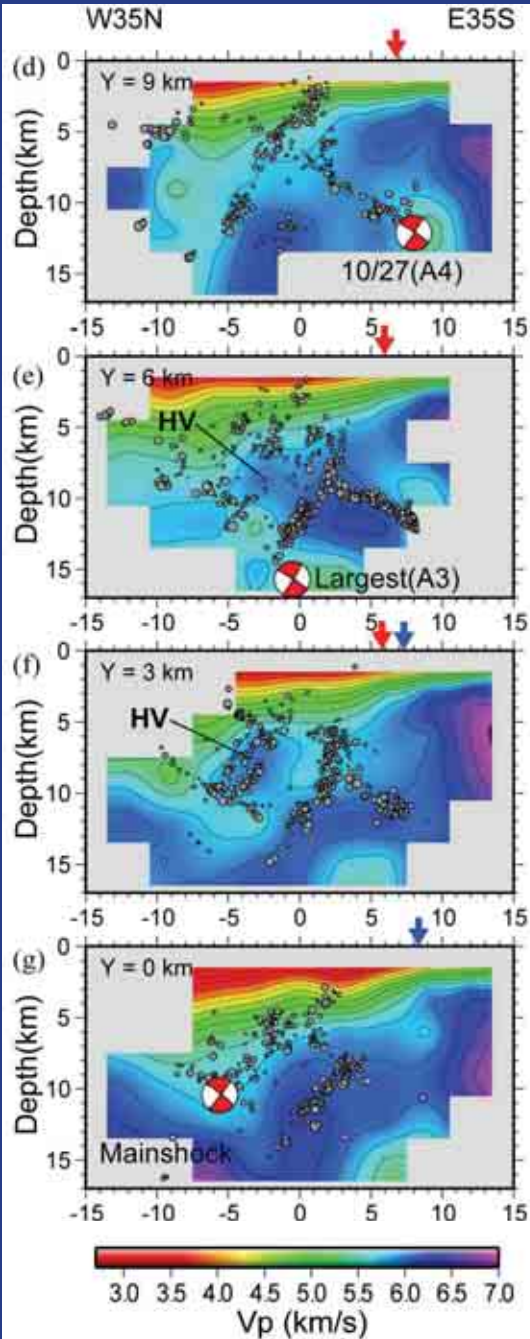 W35N E35S
(d)
Y = 9 km
0
5
10
15
Depth(km)
10/27(A4)
-15 -10 -5 0 5 10 15
(e)
Y = 6 km
HV
0
5
10
15
Depth(km)
Largest(A3)
-15 -10 -5 0 5 10 15
(f)
Y = 3 km
HV
0
5
10
15
Depth(km)
-15 -10 -5 0 5 10 15
(g)
Y = 0 km
0
5
10
15
Depth(km)
Mainshock
-15 -10 -5 0 5 10 15
3.0 3.5 4.0 4.5 5.0 5.5 6.0 6.5 7.0
Vp (km/s)